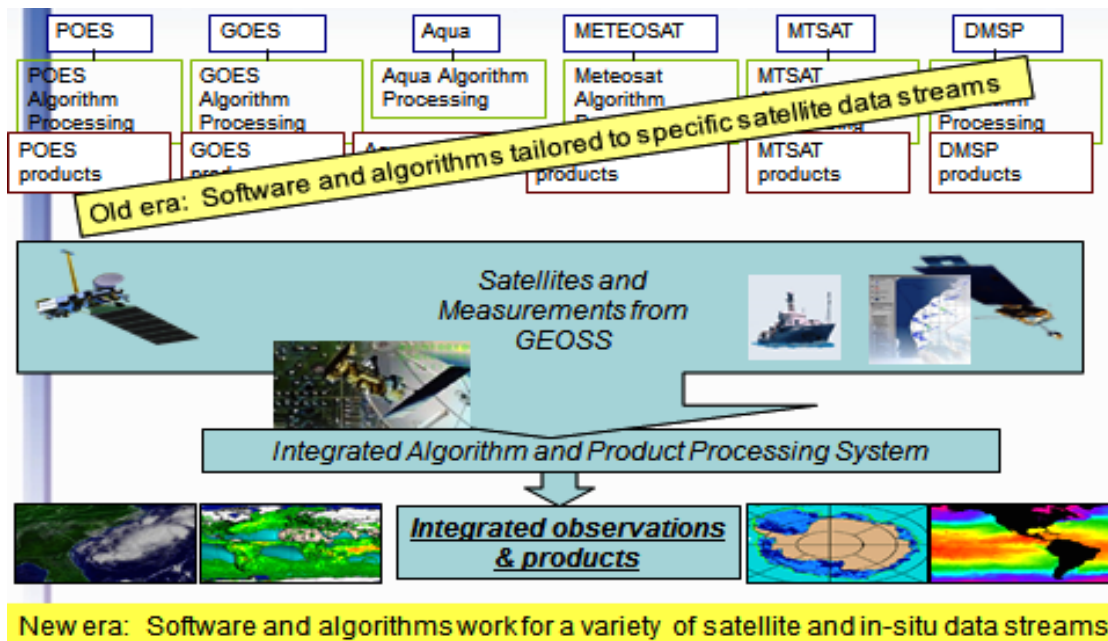 POES
GOES
Aqua
METEOSAT
MTSAT
DMSP
POES
Algorithm
Processing
GOES
Algorithm
Processing
Aqua Algorithm
Processing
Meteosat
Algorithm
MTSAT
Processing
POES
products
GOES
products
MTSAT
products
DMSP
products
Old era: Software and algorithms tailored to specific satellite data streams
Satellites and
Measurements from
GEOSS
Integrated Algorithm and Product Processing System
Integrated observations
& products
New era: Software and algorithms work for a variety of satellite and in-situ data streams